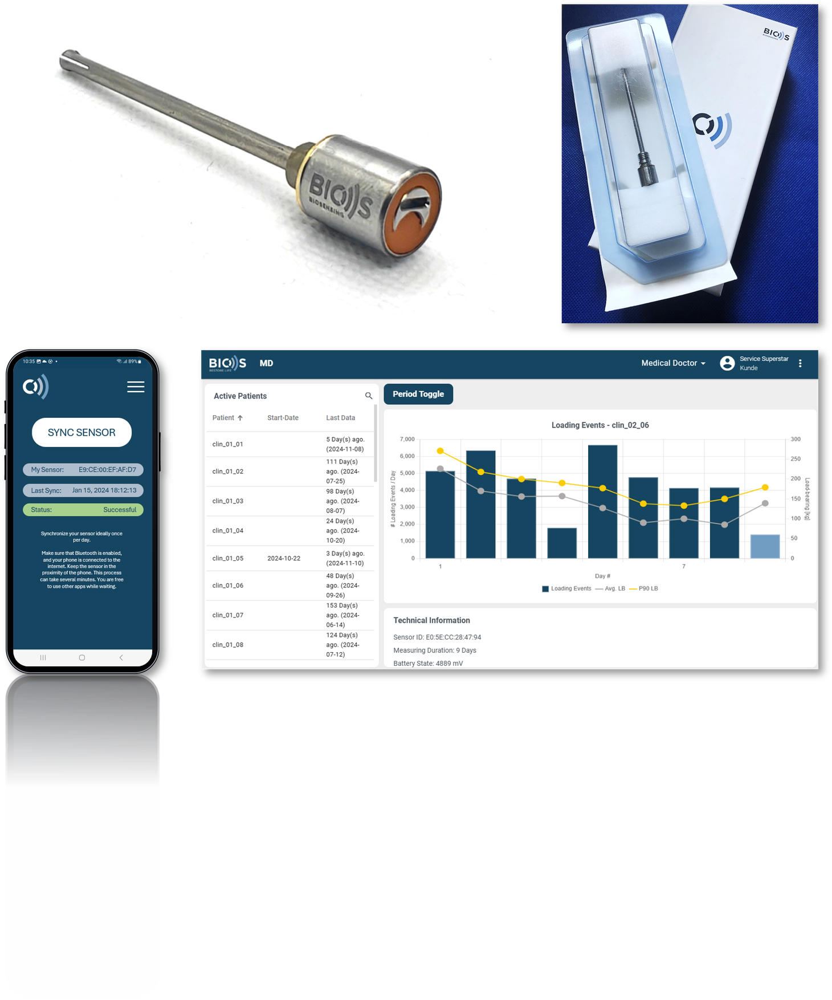 BIOS
BIOSENSING
BIOS
BIOSENSING
10:35
89%
SYNC SENSOR
My Sensor: E9:CE:00:EF:AF:D7
Last Sync: Jan 15, 2024 18:12:13
Status: Successful
Synchronize your sensor ideally once
per day.
Make sure that Bluetooth is enabled,
and your phone is connected to the
internet. Keep the sensor in the
proximity of the phone. This process
can take several minutes. You are free
to use other apps while waiting.
BIOS
RESTORE LIFE
MD
Medical Doctor
Service Superstar
Kunde
Active Patients
Patient Start-Date Last Data
clin_01_01 5 Day(s) ago.
(2024-11-08)
clin_01_02 111 Day(s)
ago. (2024-
07-25)
clin_01_03 98 Day(s)
ago. (2024-
08-07)
clin_01_04 24 Day(s)
ago. (2024-
10-20)
clin_01_05 2024-10-22 3 Day(s) ago.
(2024-11-10)
clin_01_06 48 Day(s)
ago. (2024-
09-26)
clin_01_07 153 Day(s)
ago. (2024-
06-14)
clin_01_08 124 Day(s)
ago. (2024-
07-12)
Period Toggle
Loading Events - clin_02_06
# Loading Events / Day
7,000
6,000
5,000
4,000
3,000
2,000
1,000
0
300
250
200
150
100
50
0
Load-bearing [kg]
1 7
Day #
Loading Events Avg. LB P90 LB
Technical Information
Sensor ID: E0:5E:CC:28:47:94
Measuring Duration: 9 Days
Battery State: 4889 mV